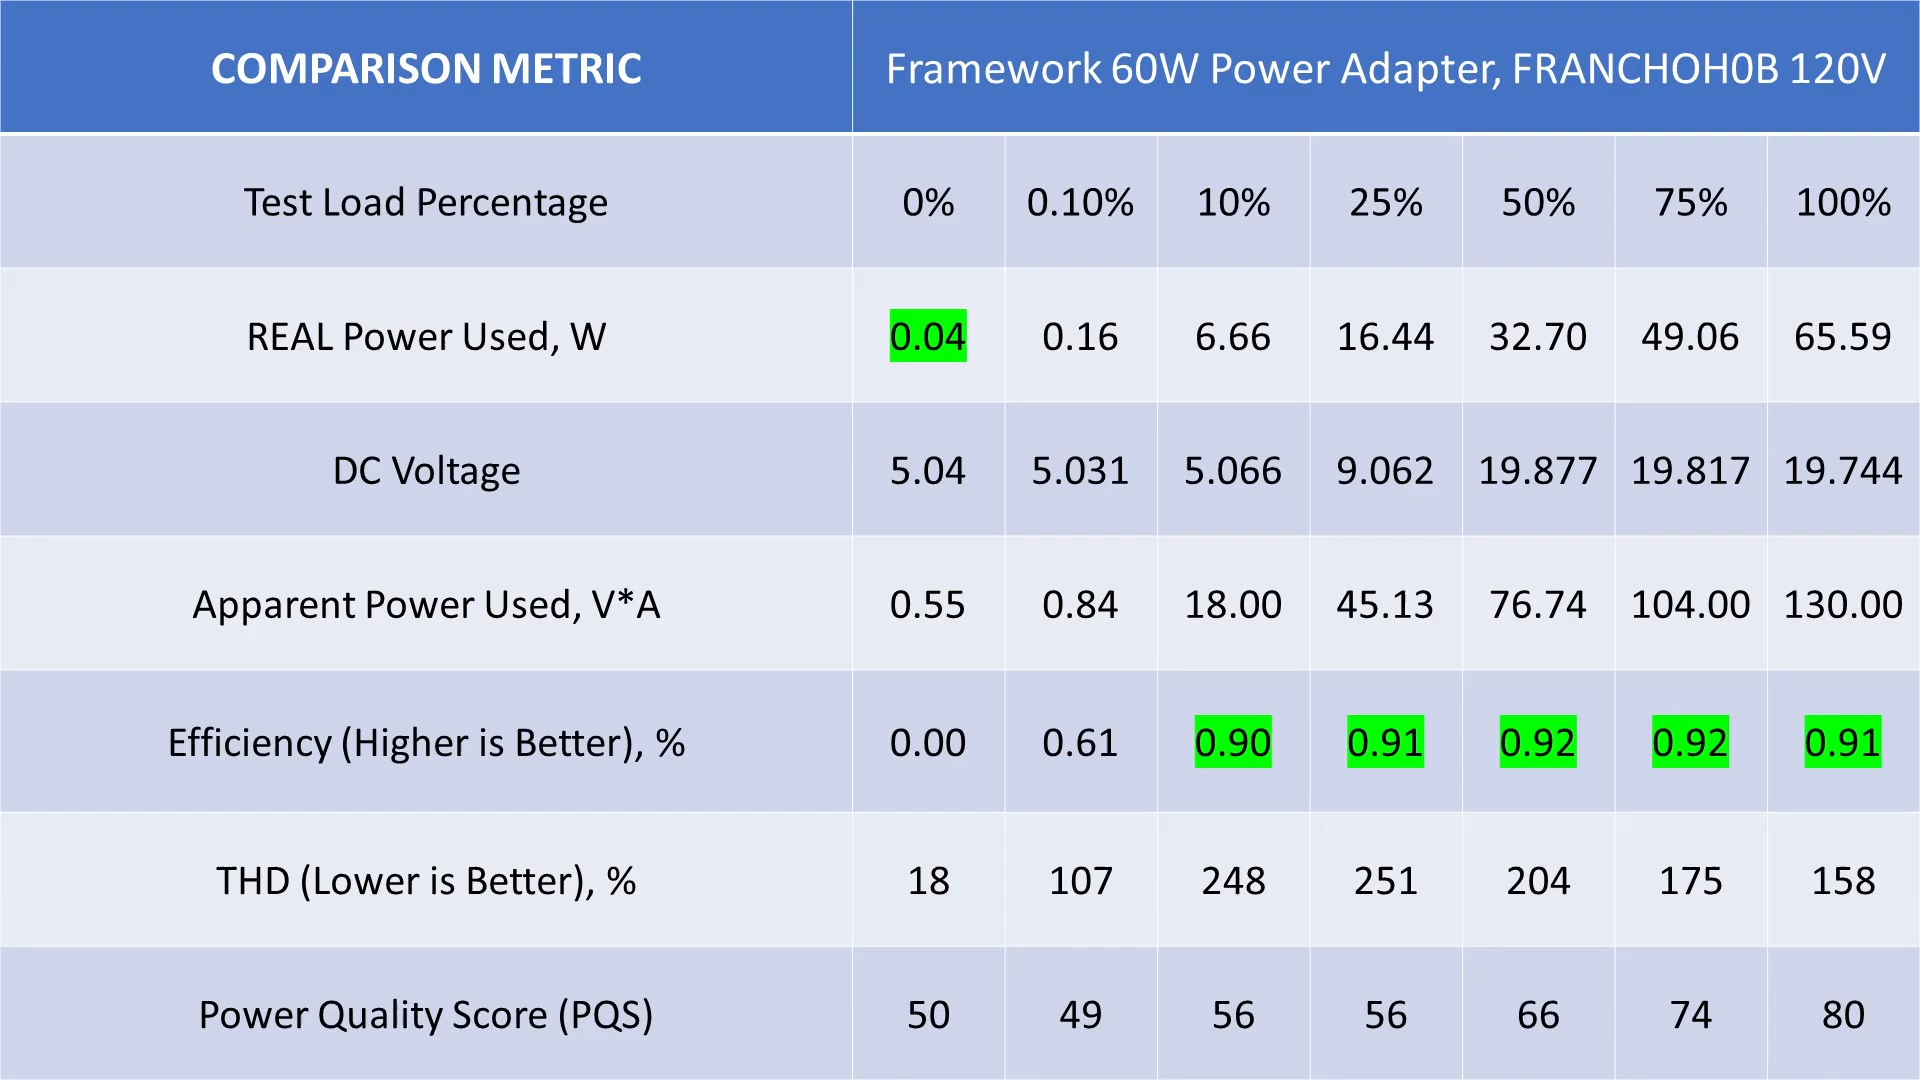 COMPARISON METRIC Framework 60W Power Adapter, FRANCHOH0B 120V
Test Load Percentage 0% 0.10% 10% 25% 50% 75% 100%
REAL Power Used, W 0.04 0.16 6.66 16.44 32.70 49.06 65.59
DC Voltage 5.04 5.031 5.066 9.062 19.877 19.817 19.744
Apparent Power Used, V*A 0.55 0.84 18.00 45.13 76.74 104.00 130.00
Efficiency (Higher is Better), % 0.00 0.61 0.90 0.91 0.92 0.92 0.91
THD (Lower is Better), % 18 107 248 251 204 175 158
Power Quality Score (PQS) 50 49 56 56 66 74 80